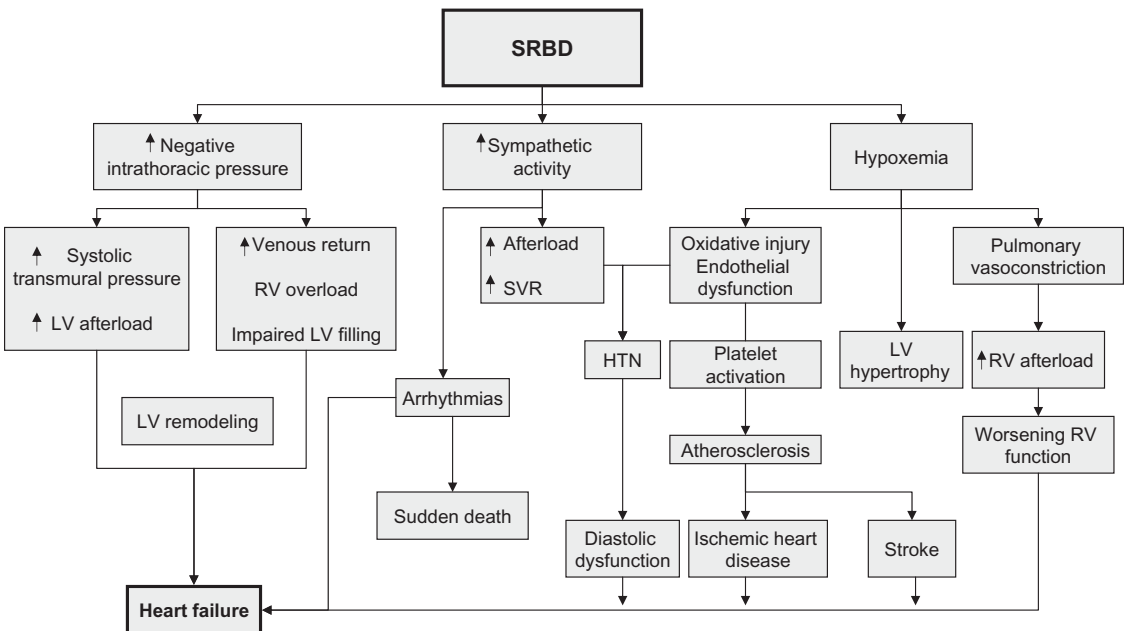 SRBD
↑ Negative
intrathoracic pressure
↑ Sympathetic
activity
Hypoxemia
↑ Systolic
transmural pressure
↑ LV afterload
↑ Venous return
RV overload
Impaired LV filling
↑ Afterload
↑ SVR
Oxidative injury
Endothelial
dysfunction
Pulmonary
vasoconstriction
HTN
Platelet
activation
LV
hypertrophy
↑ RV afterload
Arrhythmias
LV remodeling
Atherosclerosis
Worsening RV
function
Sudden death
Diastolic
dysfunction
Ischemic heart
disease
Stroke
Heart failure